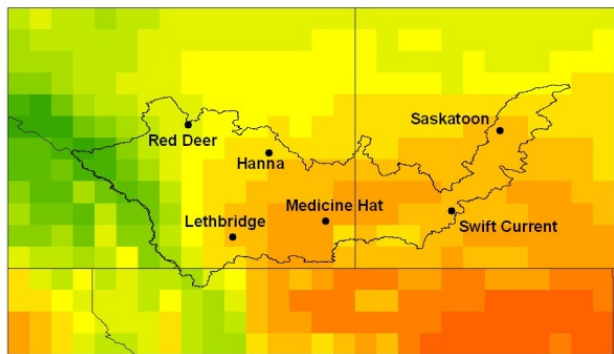 Saskatoon
Red Deer
Hanna
Medicine Hat
Lethbridge
Swift Current